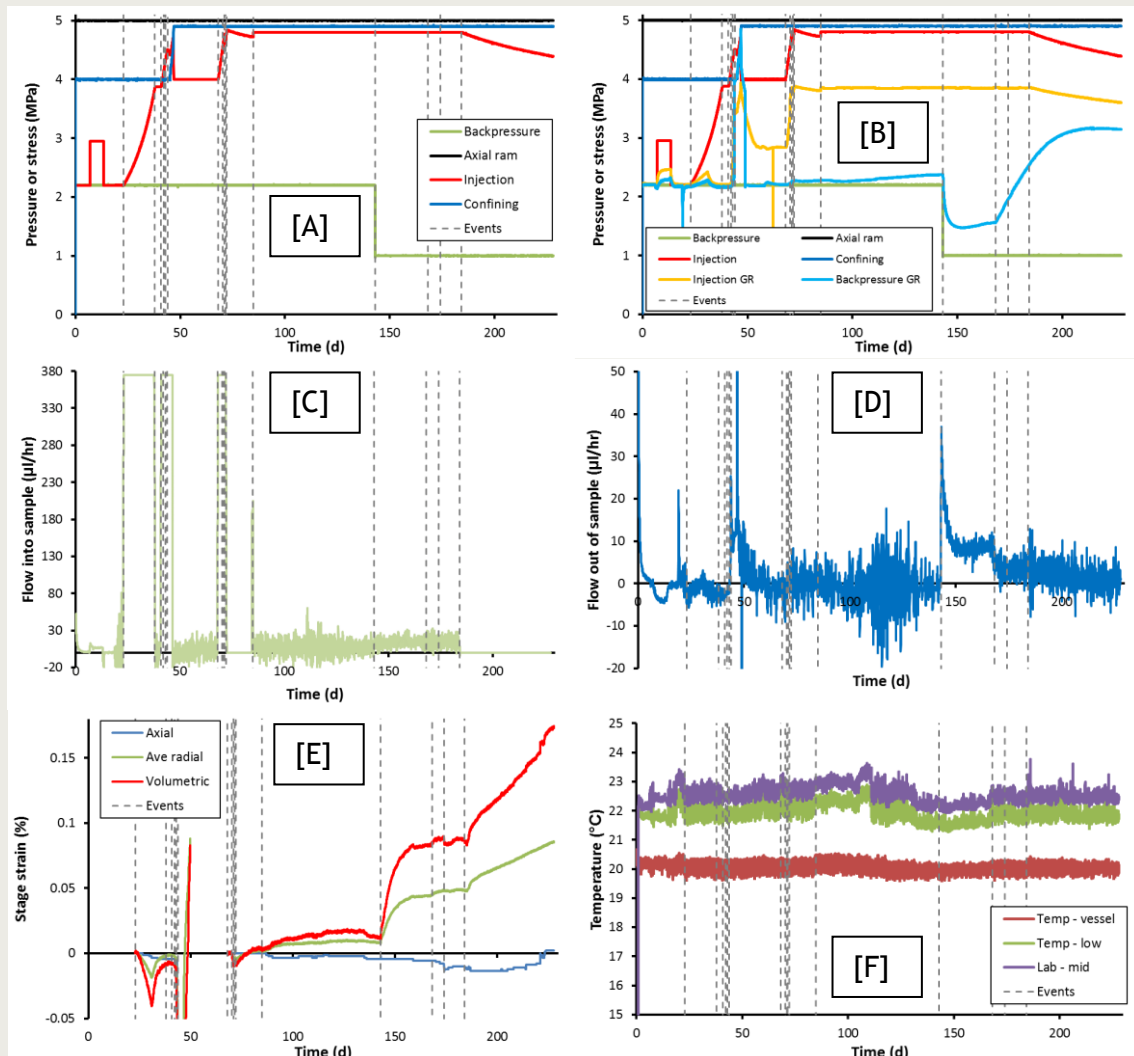 5
4
3
2
1
0
Pressure or stress (MPa)
[A]
Backpressure
Axial ram
Injection
Confining
Events
0
50
100
150
200
Time (d)
5
4
3
2
1
0
Pressure or stress (MPa)
[B]
Backpressure
Axial ram
Injection
Confining
Injection GR
Backpressure GR
Events
0
50
100
150
200
Time (d)
380
330
280
230
180
130
80
30
-20
Flow into sample (µl/hr)
[C]
0
50
100
150
200
Time (d)
50
40
30
20
10
0
-10
-20
Flow out of sample (µl/hr)
[D]
0
50
100
150
200
Time (d)
0.15
0.1
0.05
0
-0.05
Stage strain (%)
Axial
Ave radial
Volumetric
Events
[E]
0
50
100
150
200
Time (d)
25
24
23
22
21
20
19
18
17
16
15
Temperature (°C)
Temp - vessel
Temp - low
Lab - mid
Events
[F]
0
50
100
150
200
Time (d)